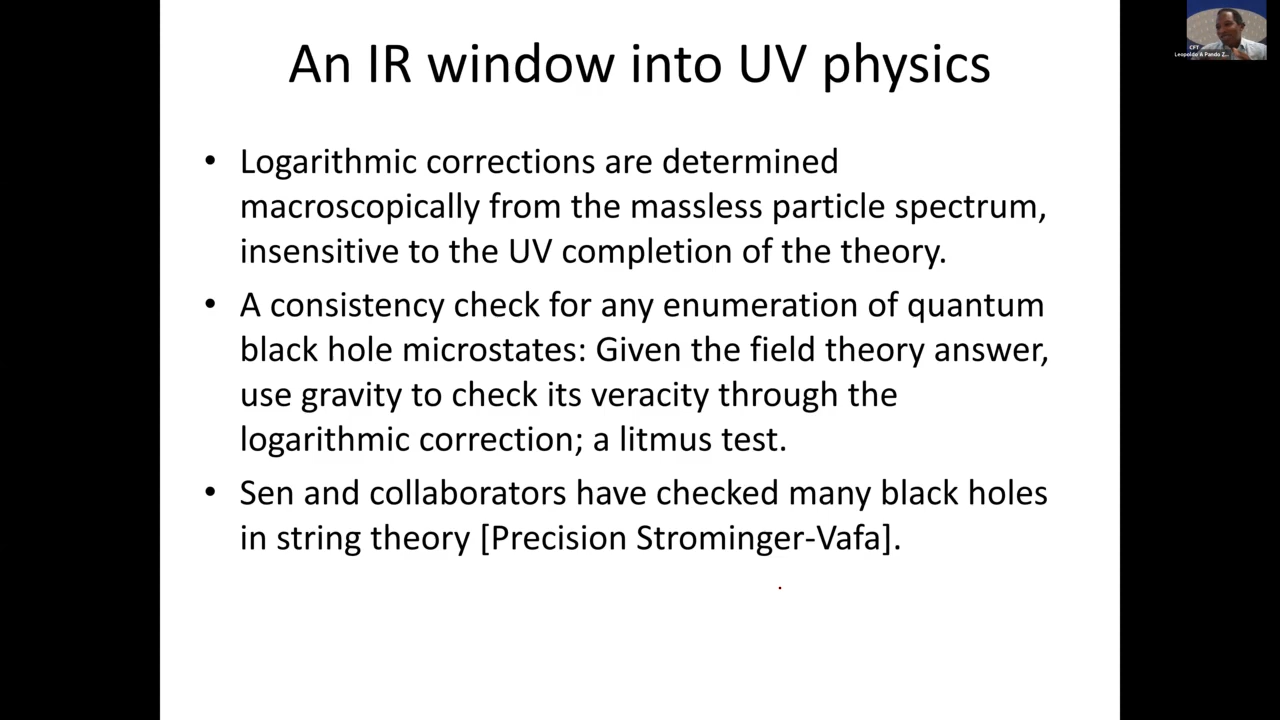 An IR window into UV physics
• Logarithmic corrections are determined
macroscopically from the massless particle spectrum,
insensitive to the UV completion of the theory.
• A consistency check for any enumeration of quantum
black hole microstates: Given the field theory answer,
use gravity to check its veracity through the
logarithmic correction; a litmus test.
• Sen and collaborators have checked many black holes
in string theory [Precision Strominger-Vafa].
CFT
Leopoldo A Pando Z...